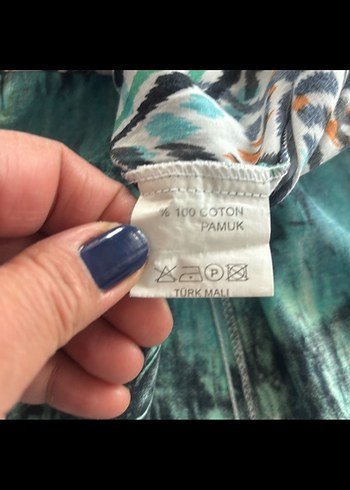 % 100 COTON
PAMUK
P
TÜRK MALI